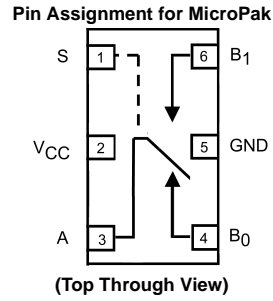 Pin Assignment for MicroPak
S 1 6 B1
VCC 2 5 GND
A 3 4 B0
(Top Through View)